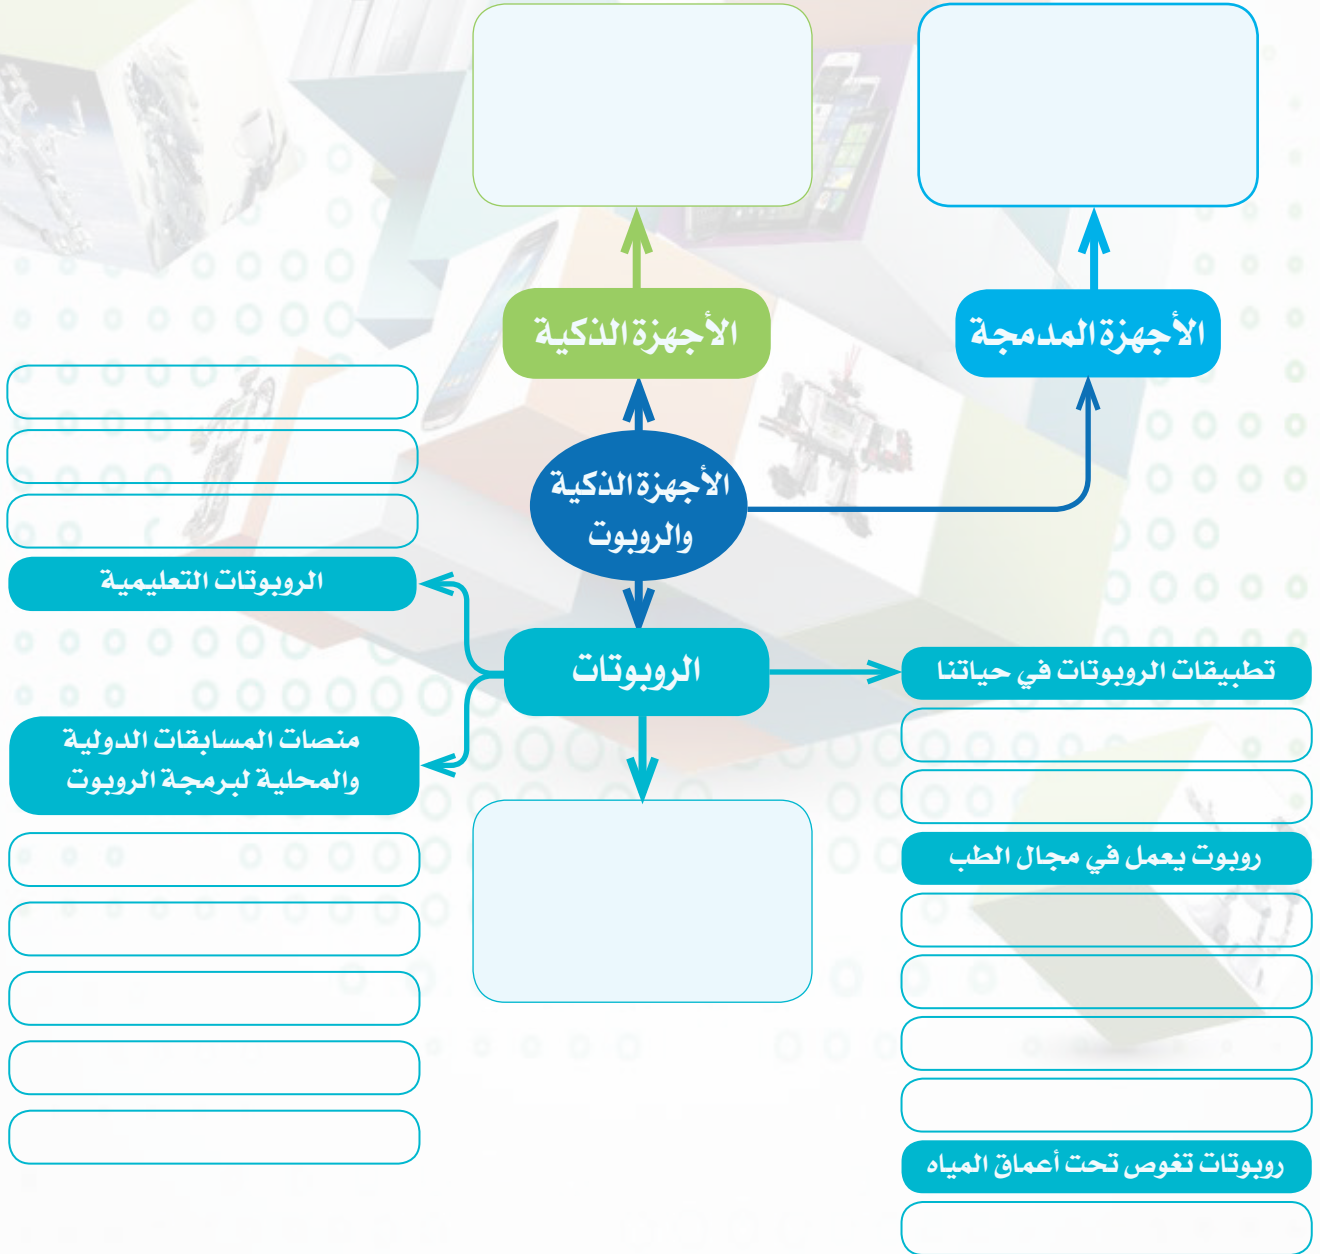 الأجهزة المدمجة
الأجهزة الذكية
الأجهزة الذكية
والروبوت
الروبوتات التعليمية
الروبوتات
تطبيقات الروبوتات في حياتنا
منصات المسابقات الدولية
والمحلية لبرمجة الروبوت
روبوت يعمل في مجال الطب
روبوتات تغوص تحت أعماق المياه